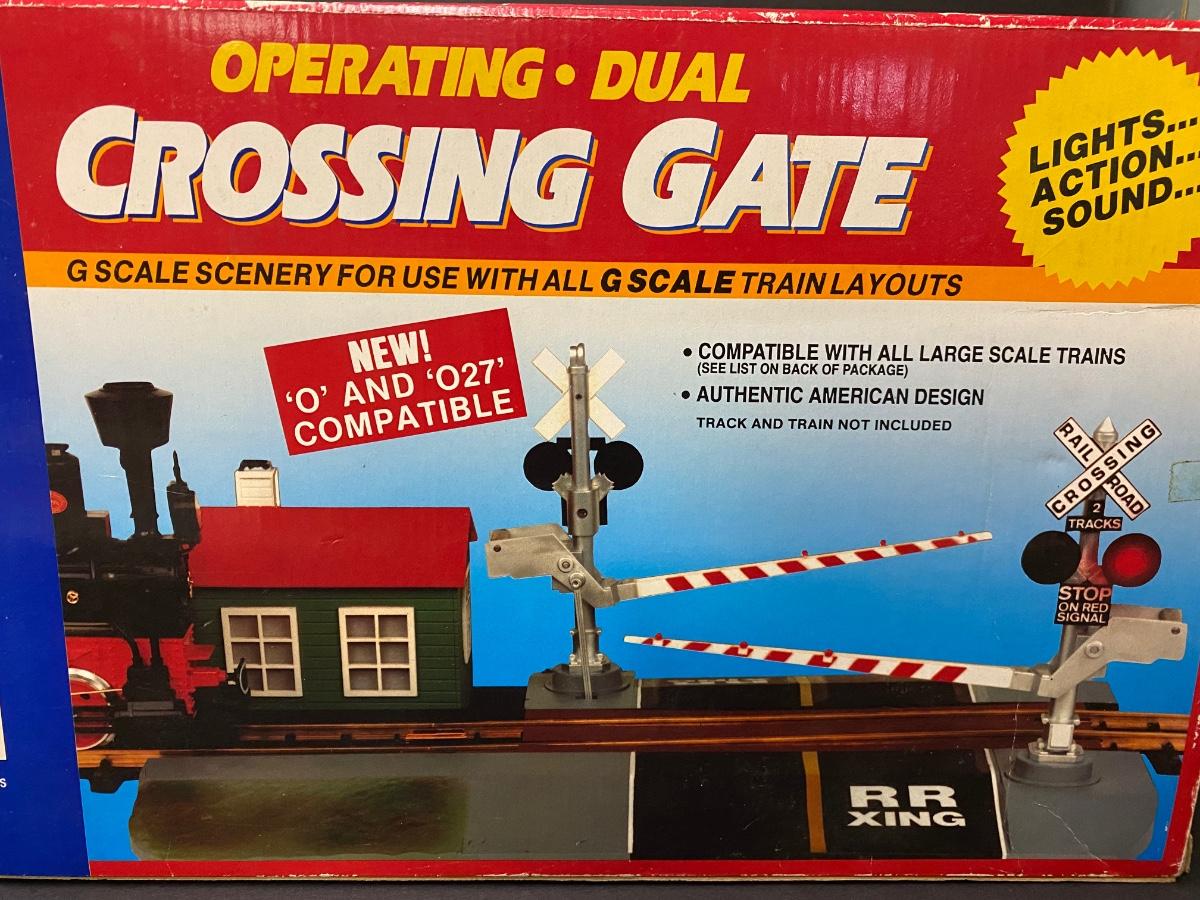 OPERATING • DUAL
CROSSING GATE
LIGHTS...
ACTION...
SOUND...
G SCALE SCENERY FOR USE WITH ALL G SCALE TRAIN LAYOUTS
NEW!
'O' AND 'O27'
COMPATIBLE
• COMPATIBLE WITH ALL LARGE SCALE TRAINS
(SEE LIST ON BACK OF PACKAGE)
• AUTHENTIC AMERICAN DESIGN
TRACK AND TRAIN NOT INCLUDED
RAIL ROAD
CROSSING
2
TRACKS
STOP
ON RED
SIGNAL
RR
XING
S